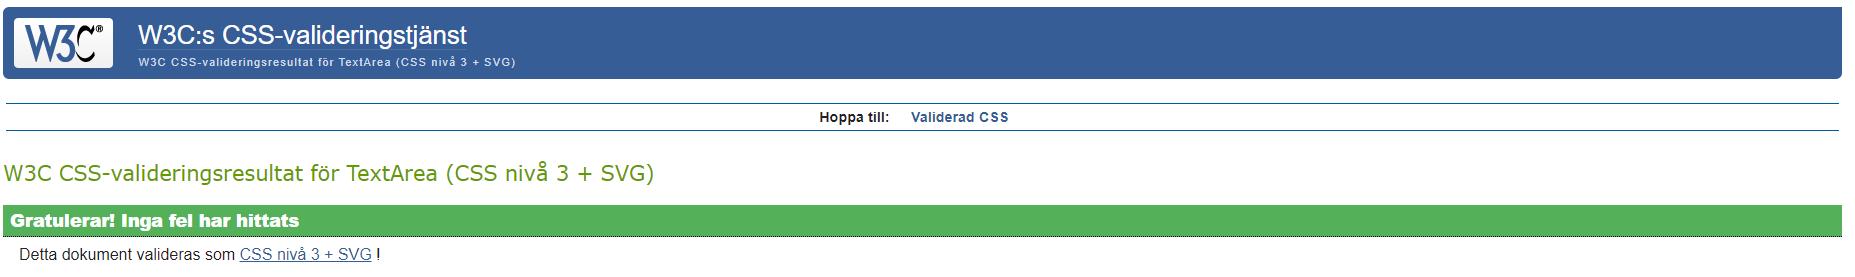 W3C®
W3C:s CSS-valideringstjänst
W3C CSS-valideringsresultat för TextArea (CSS nivå 3 + SVG)
Hoppa till: Validerad CSS
W3C CSS-valideringsresultat för TextArea (CSS nivå 3 + SVG)
Gratulerar! Inga fel har hittats
Detta dokument valideras som CSS nivå 3 + SVG !